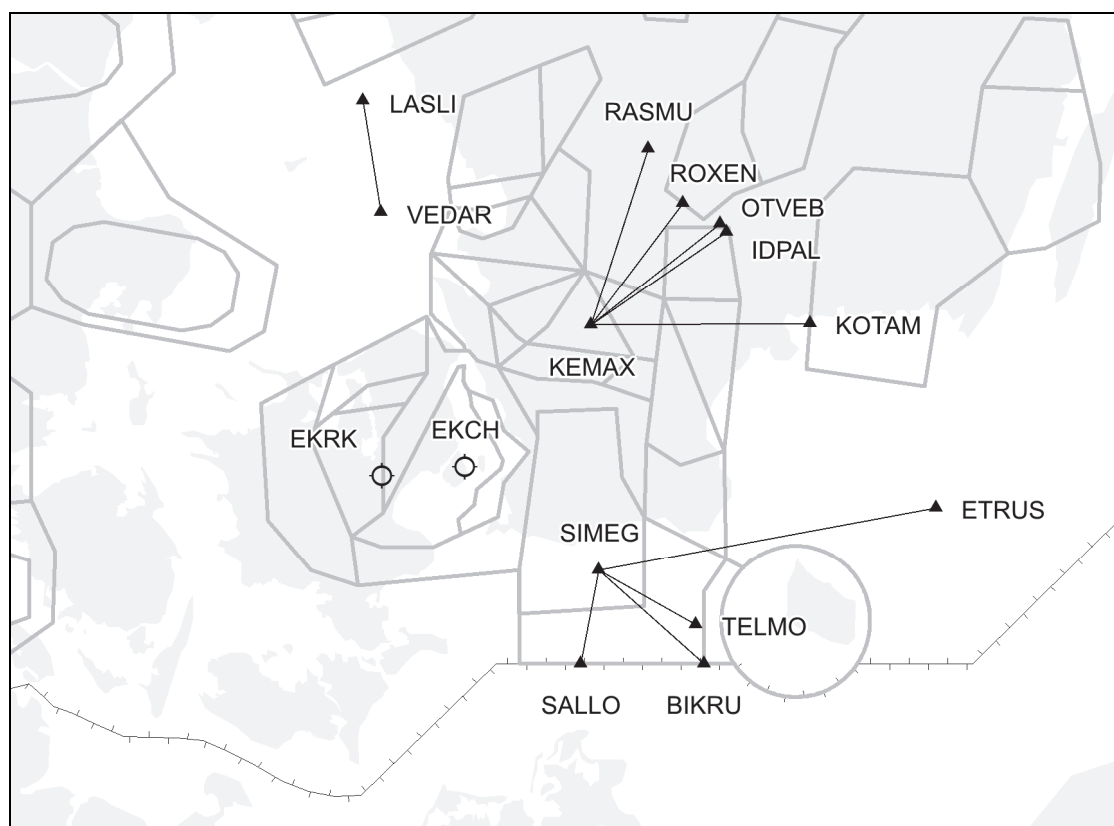 LASLI
RASMU
ROXEN
OTVEB
VEDAR
IDPAL
KOTAM
KEMAX
EKCH
EKRK
ETRUS
SIMEG
TELMO
SALLO
BIKRU